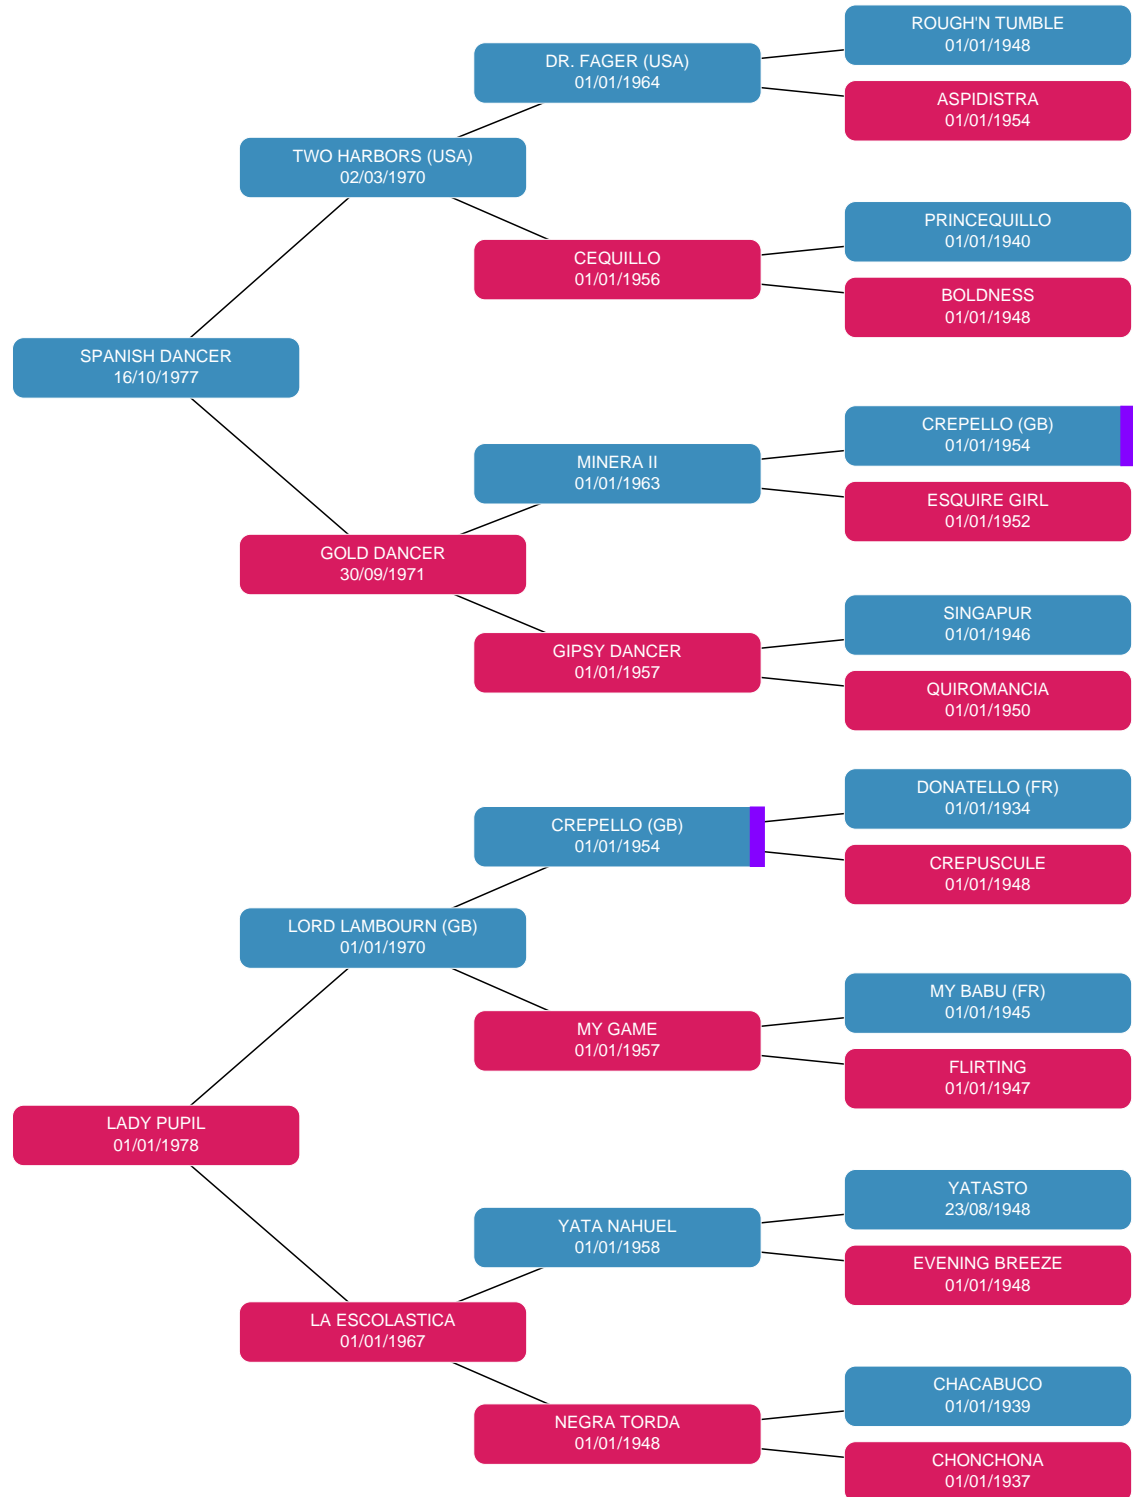 ROUGH'N TUMBLE
01/01/1948
DR. FAGER (USA)
01/01/1964
ASPIDISTRA
01/01/1954
TWO HARBORS (USA)
02/03/1970
PRINCEQUILLO
01/01/1940
CEQUILLO
01/01/1956
BOLDNESS
01/01/1948
SPANISH DANCER
16/10/1977
CREPELLO (GB)
01/01/1954
MINERA II
01/01/1963
ESQUIRE GIRL
01/01/1952
GOLD DANCER
30/09/1971
SINGAPUR
01/01/1946
GIPSY DANCER
01/01/1957
QUIROMANCIA
01/01/1950
DONATELLO (FR)
01/01/1934
CREPELLO (GB)
01/01/1954
CREPUSCULE
01/01/1948
LORD LAMBOURN (GB)
01/01/1970
MY BABU (FR)
01/01/1945
MY GAME
01/01/1957
FLIRTING
01/01/1947
LADY PUPIL
01/01/1978
YATASTO
23/08/1948
YATA NAHUEL
01/01/1958
EVENING BREEZE
01/01/1948
LA ESCOLASTICA
01/01/1967
CHACABUCO
01/01/1939
NEGRA TORDA
01/01/1948
CHONCHONA
01/01/1937